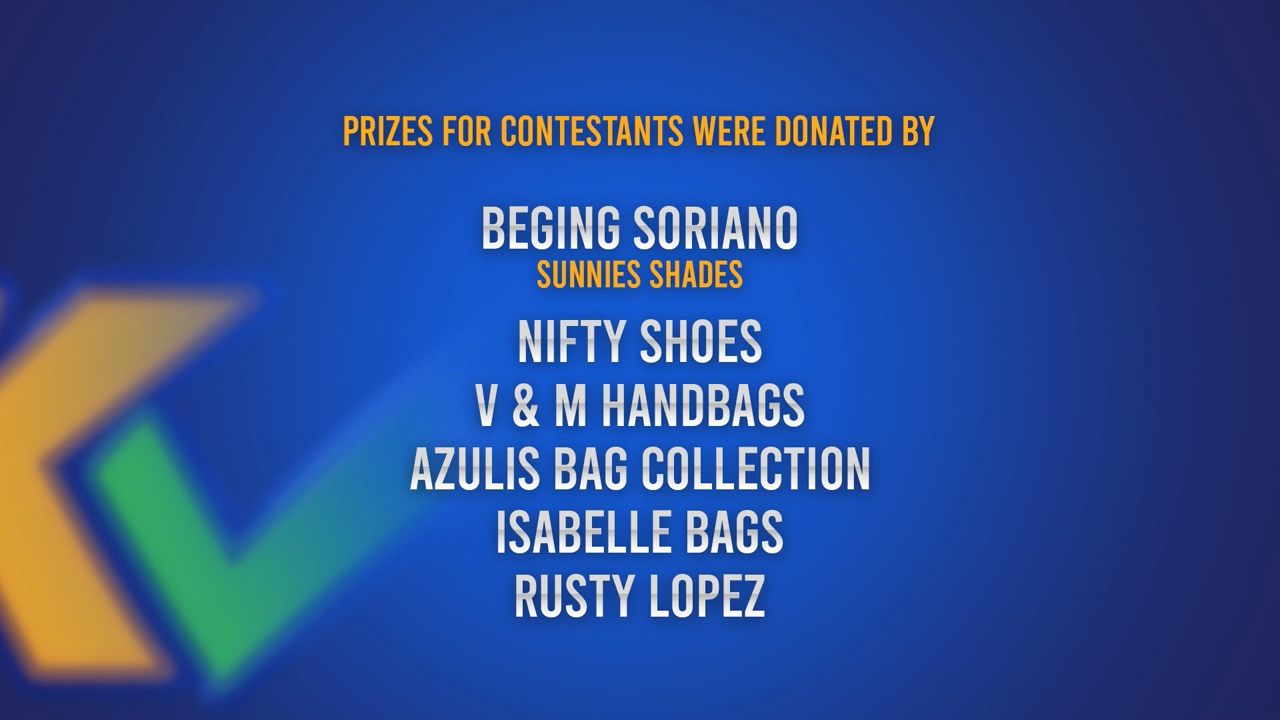 PRIZES FOR CONTESTANTS WERE DONATED BY
BEGING SORIANO
SUNNIES SHADES
NIFTY SHOES
V & M HANDBAGS
AZULIS BAG COLLECTION
ISABELLE BAGS
RUSTY LOPEZ